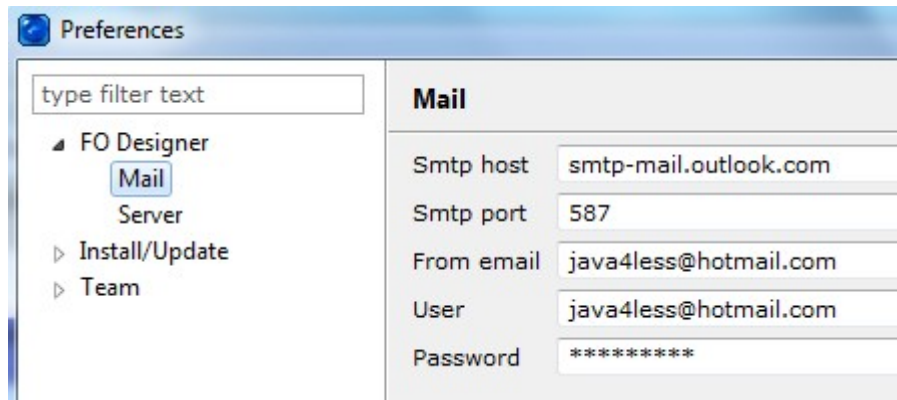 Preferences
type filter text
FO Designer
Mail
Server
Install/Update
Team
Mail
Smtp host smtp-mail.outlook.com
Smtp port 587
From email java4less@hotmail.com
User java4less@hotmail.com
Password *********